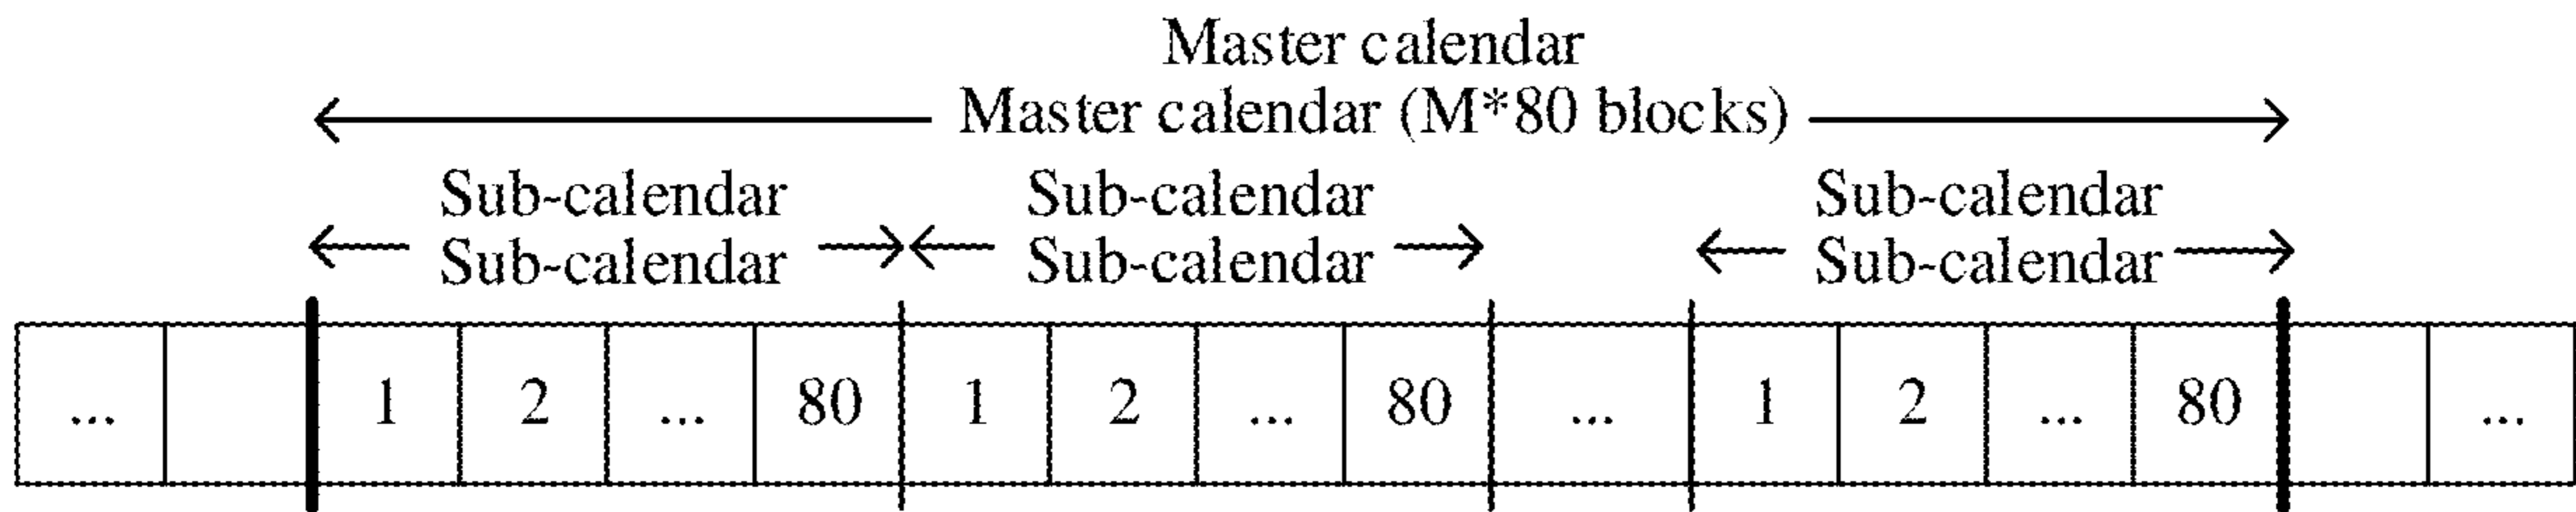 Master calendar
Master calendar (M*80 blocks)
Sub-calendar Sub-calendar Sub-calendar
Sub-calendar Sub-calendar Sub-calendar
... 1 2 ... 80 1 2 ... 80 ... 1 2 ... 80 ...